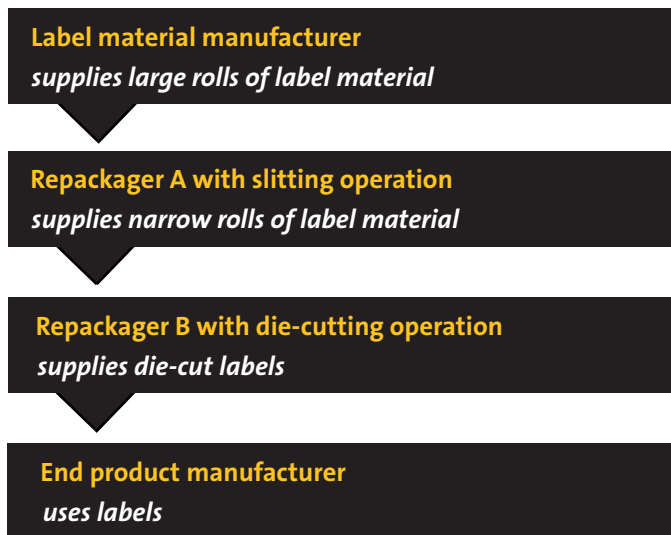 Label material manufacturer
supplies large rolls of label material
Repackager A with slitting operation
supplies narrow rolls of label material
Repackager B with die-cutting operation
supplies die-cut labels
End product manufacturer
uses labels